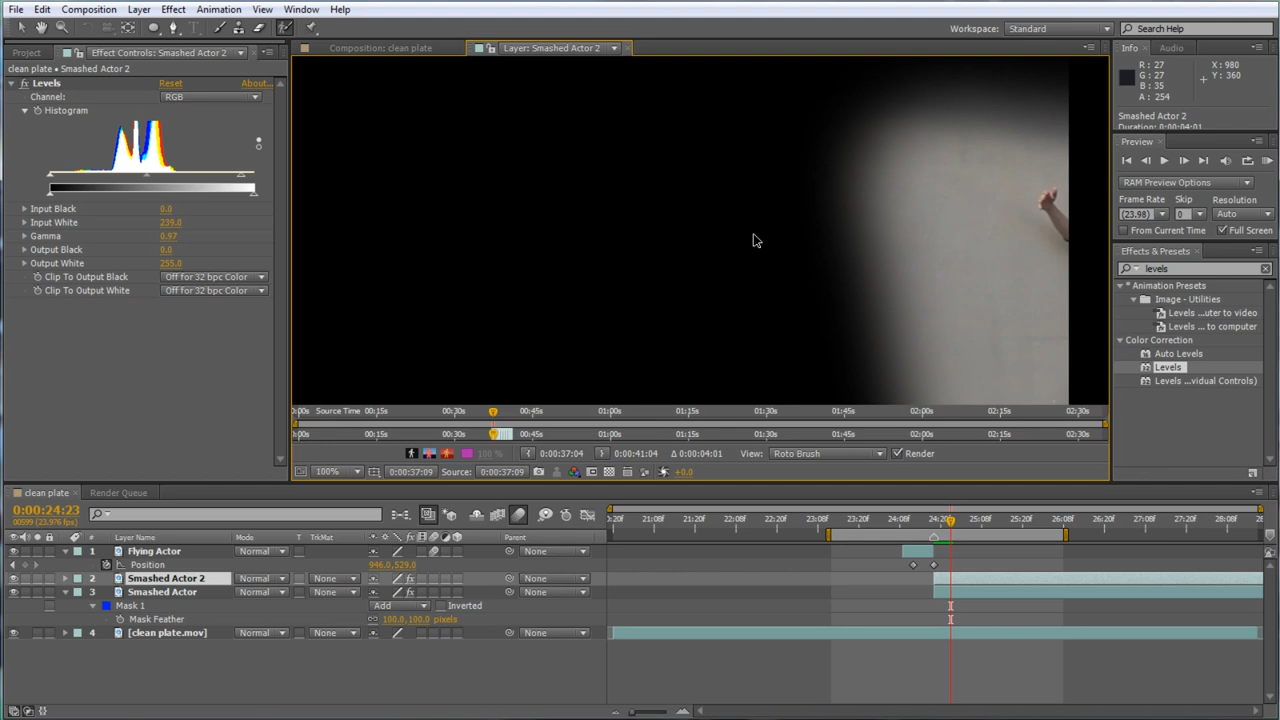 File Edit Composition Layer Effect Animation View Window Help
Workspace: Standard Search Help
Project Effect Controls: Smashed Actor 2
Composition: clean plate
Layer: Smashed Actor 2
Info Audio
clean plate • Smashed Actor 2
fx Levels Reset About...
Channel: RGB
Histogram
Input Black 0.0
Input White 239.0
Gamma 0.97
Output Black 0.0
Output White 255.0
Clip To Output Black Off for 32 bpc Color
Clip To Output White Off for 32 bpc Color
R: 27 X: 980
G: 27 Y: 360
B: 35
A: 254
Smashed Actor 2
Duration: 0:00:04:01
Preview
RAM Preview Options
Frame Rate Skip Resolution
(23.98) 0 Auto
From Current Time Full Screen
Effects & Presets
levels
* Animation Presets
Image - Utilities
Levels ...uter to video
Levels ... to computer
Color Correction
Auto Levels
Levels
Levels ...vidual Controls)
0:00s Source Time 00:15s 00:30s 00:45s 01:00s 01:15s 01:30s 01:45s 02:00s 02:15s 02:30s
0:00s 00:15s 00:30s 00:45s 01:00s 01:15s 01:30s 01:45s 02:00s 02:15s 02:30s
100 % 0:00:37:04 0:00:41:04 Δ 0:00:04:01 View: Roto Brush Render
100% 0:00:37:09 Source: 0:00:37:09 +0.0
clean plate Render Queue
0:00:24:23
00599 (23.976 fps)
0:20f 21:08f 21:20f 22:08f 22:20f 23:08f 23:20f 24:08f 24:20f 25:08f 25:20f 26:08f 26:20f 27:08f 27:20f 28:08f
# Layer Name Mode T TrkMat Parent
1 Flying Actor Normal None
Position 946.0,529.0
2 Smashed Actor 2 Normal None fx None
3 Smashed Actor Normal None fx None
Mask 1 Add Inverted
Mask Feather 100.0,100.0 pixels
4 [clean plate.mov] Normal None None